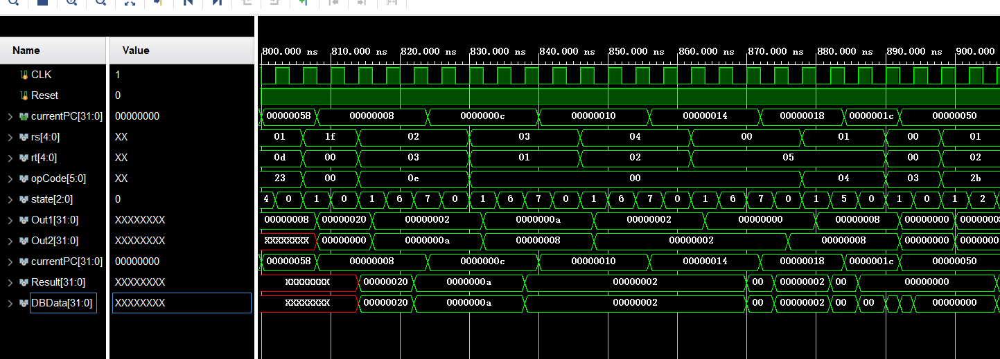 Name Value
800.000 ns 810.000 ns 820.000 ns 830.000 ns 840.000 ns 850.000 ns 860.000 ns 870.000 ns 880.000 ns 890.000 ns 900.000
CLK 1
Reset 0
currentPC[31:0] 00000000 00000058 00000008 0000000c 00000010 00000014 00000018 0000001c 00000050
rs[4:0] XX 01 1f 02 03 04 00 01 00 01
rt[4:0] XX 0d 00 03 01 02 05 00 02
opCode[5:0] XX 23 00 0e 00 04 03 2b
state[2:0] 0 4 0 1 0 1 6 7 0 1 6 7 0 1 6 7 0 1 6 7 0 1 5 0 1 0 1 2
Out1[31:0] XXXXXXXX 00000008 00000020 00000002 0000000a 00000002 00000000 00000008 00000000 0000000
Out2[31:0] XXXXXXXX XXXXXXXX 00000000 0000000a 00000008 00000002 00000008 00000000 0000000
currentPC[31:0] 00000000 00000058 00000008 0000000c 00000010 00000014 00000018 0000001c 00000050
Result[31:0] XXXXXXXX XXXXXXXX 00000020 0000000a 00000002 00 00000002 00 00000000
DBData[31:0] XXXXXXXX XXXXXXXX 00000020 0000000a 00000002 00 00000002 00 00 00000000